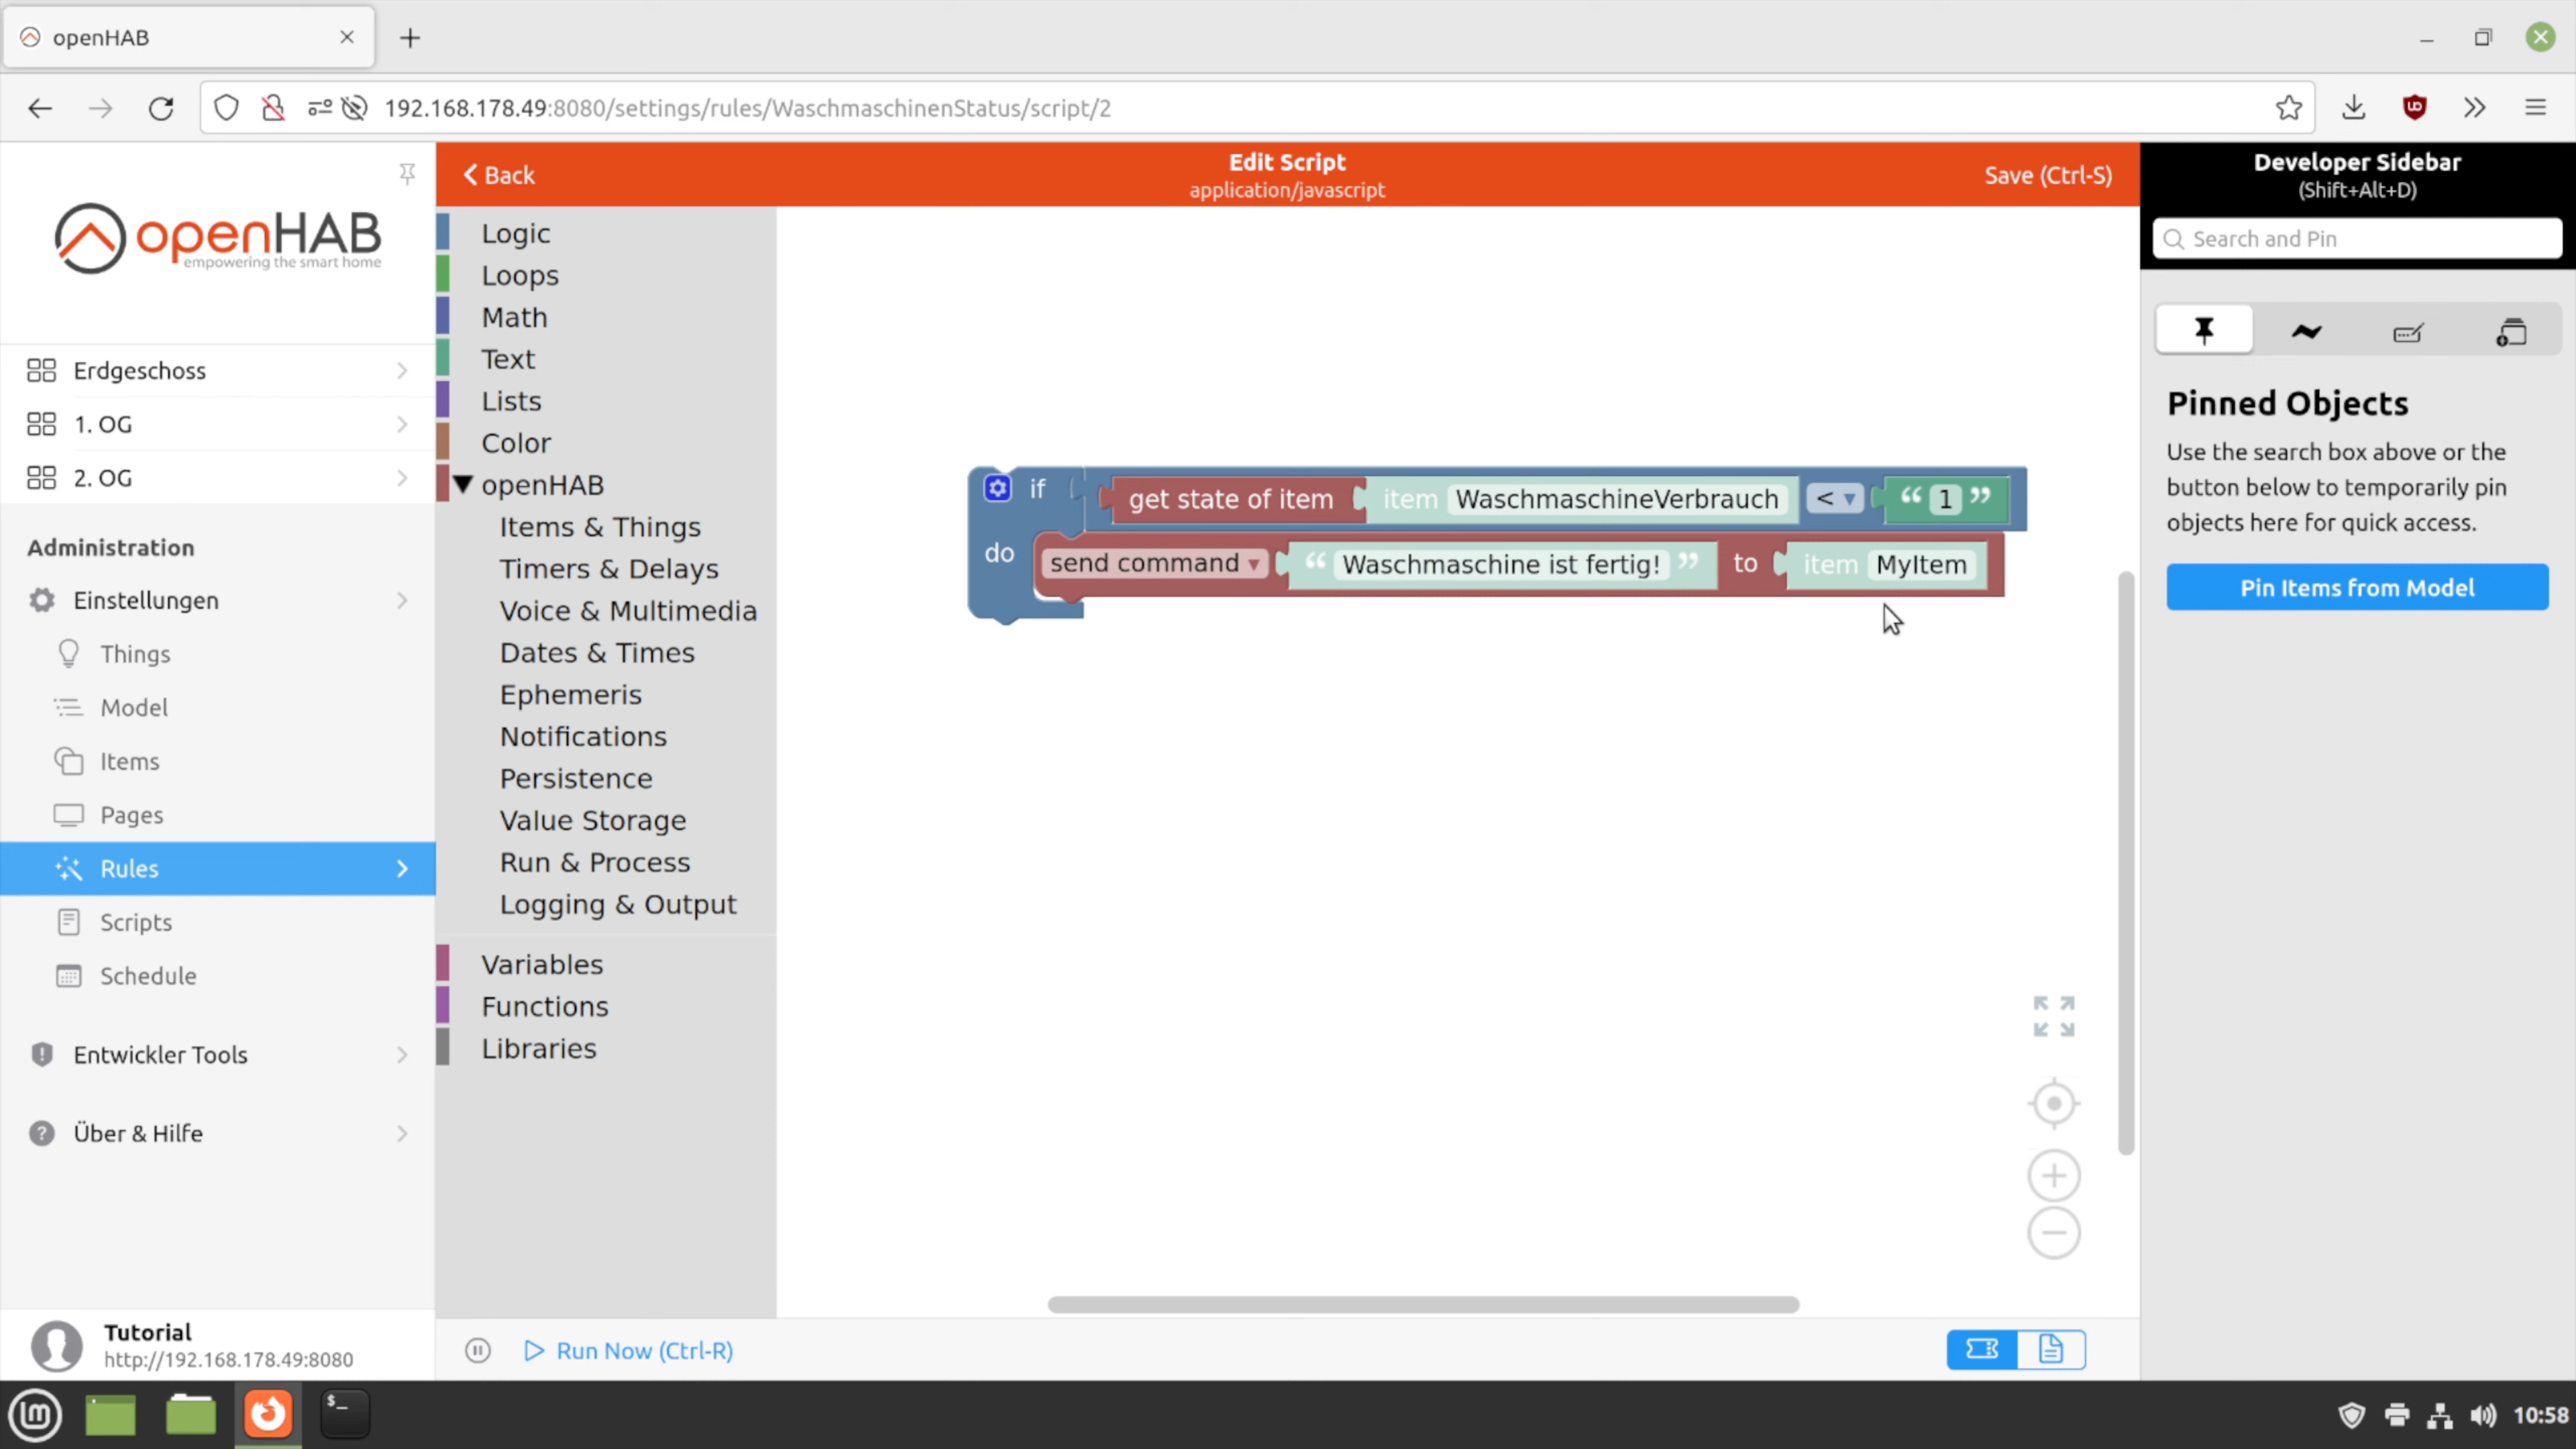 openHAB
192.168.178.49:8080/settings/rules/WaschmaschinenStatus/script/2
openHAB
empowering the smart home
Erdgeschoss
1. OG
2. OG
Administration
Einstellungen
Things
Model
Items
Pages
Rules
Scripts
Schedule
Entwickler Tools
Über & Hilfe
Tutorial
http://192.168.178.49:8080
Back
Edit Script
application/javascript
Save (Ctrl-S)
Logic
Loops
Math
Text
Lists
Color
openHAB
Items & Things
Timers & Delays
Voice & Multimedia
Dates & Times
Ephemeris
Notifications
Persistence
Value Storage
Run & Process
Logging & Output
Variables
Functions
Libraries
if get state of item item WaschmaschineVerbrauch < “ 1 ”
do send command “ Waschmaschine ist fertig! ” to item MyItem
Run Now (Ctrl-R)
Developer Sidebar
(Shift+Alt+D)
Search and Pin
Pinned Objects
Use the search box above or the
button below to temporarily pin
objects here for quick access.
Pin Items from Model
10:58